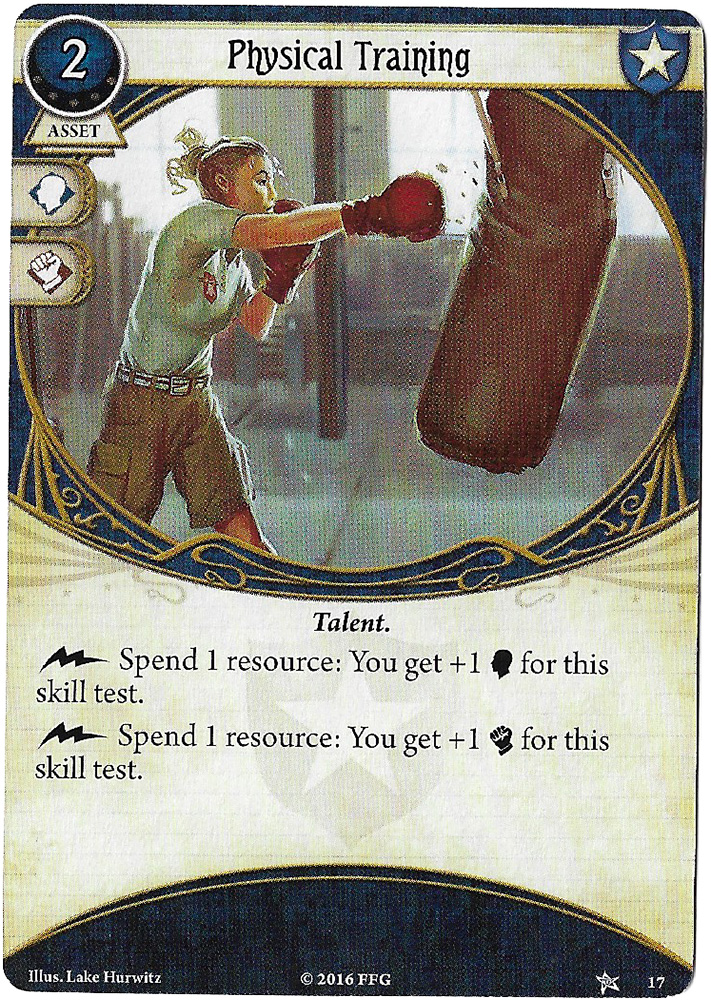 2
Physical Training
ASSET
Talent.
Spend 1 resource: You get +1 for this
skill test.
Spend 1 resource: You get +1 for this
skill test.
Illus. Lake Hurwitz
© 2016 FFG
17